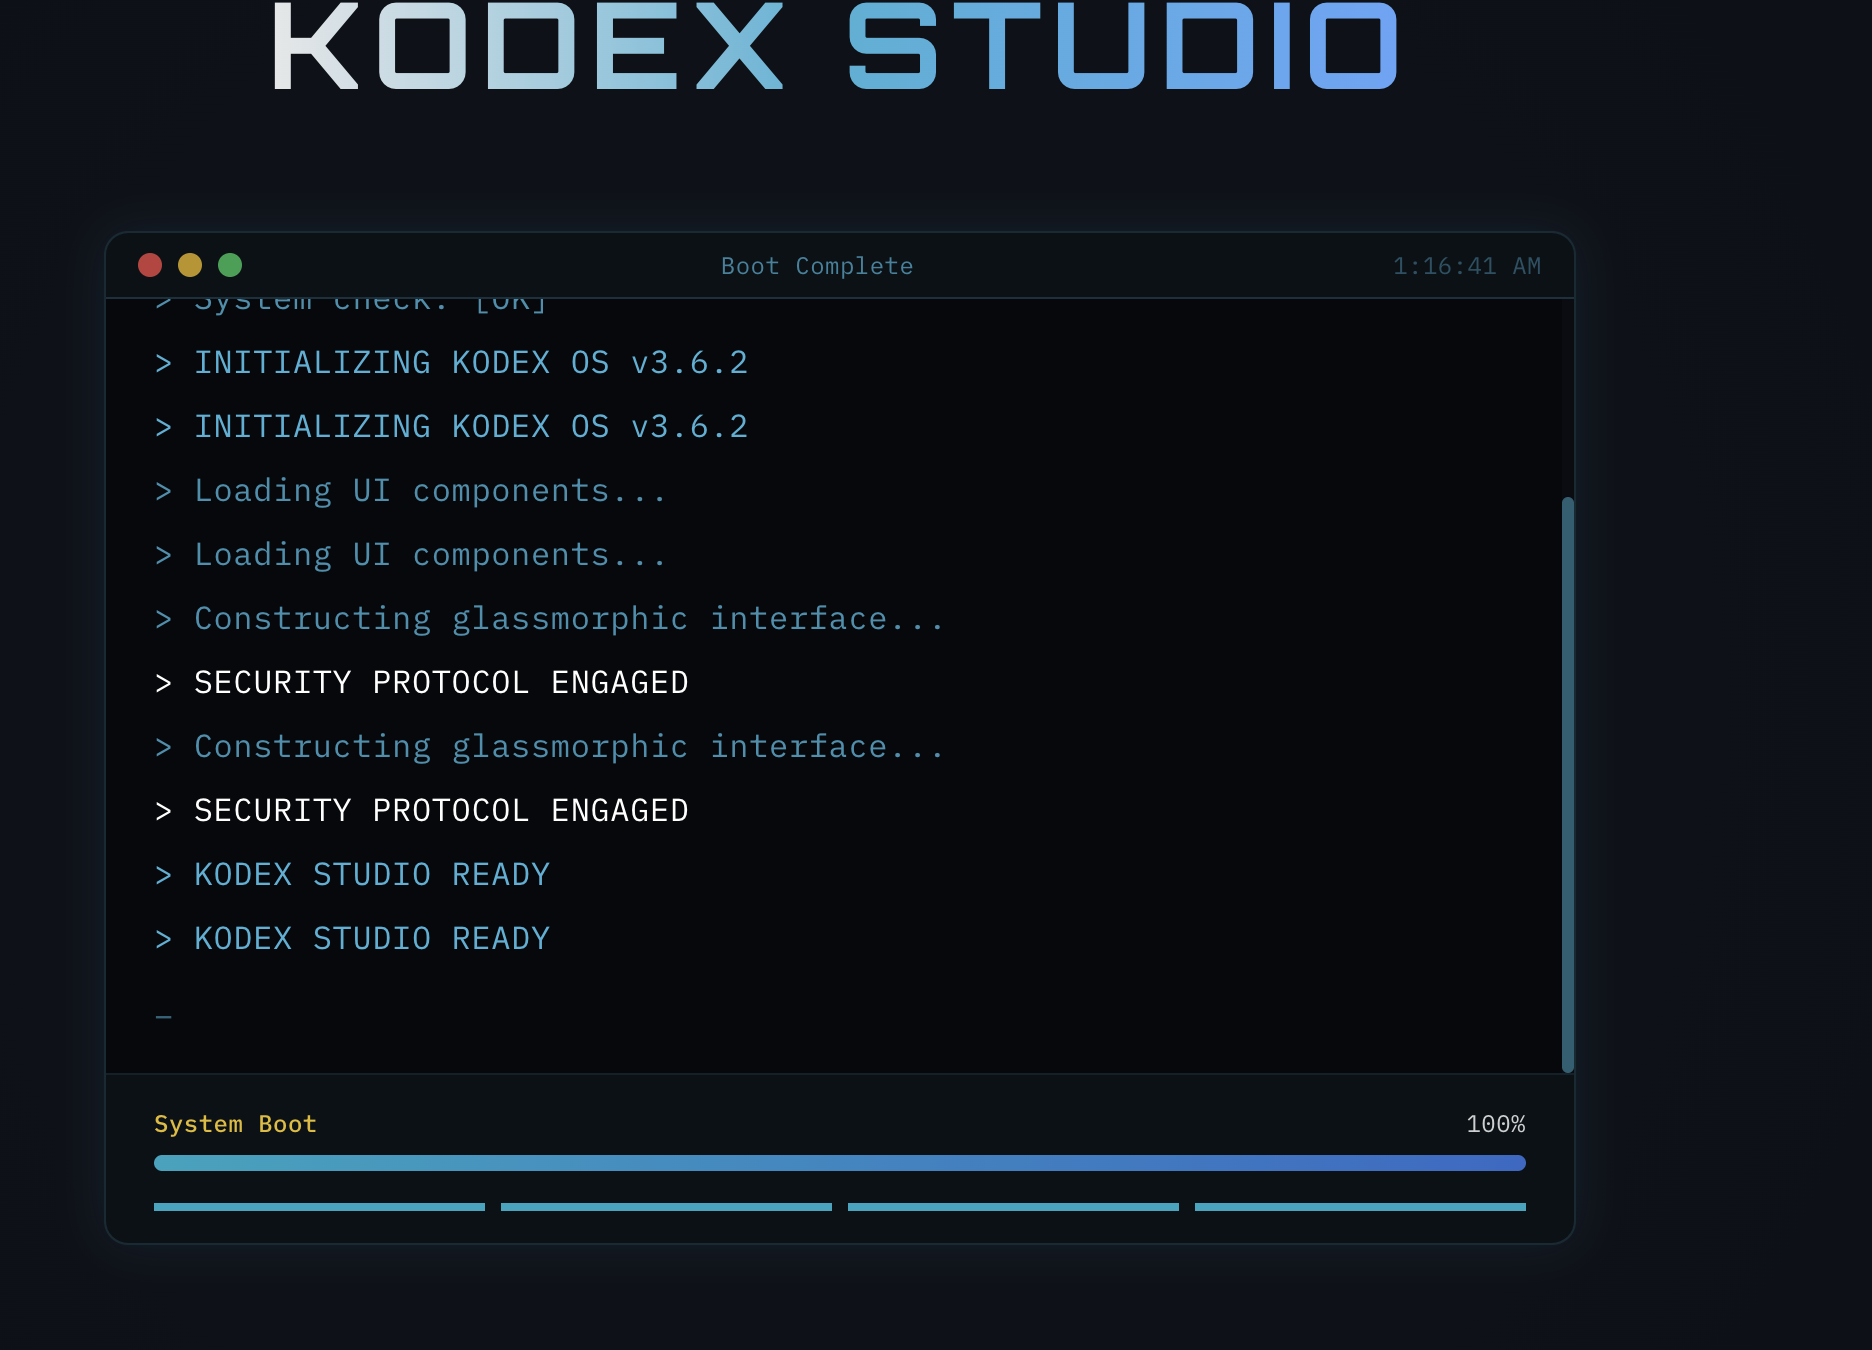 KODEX STUDIO
Boot Complete
1:16:41 AM
> System check: [OK]
> INITIALIZING KODEX OS v3.6.2
> INITIALIZING KODEX OS v3.6.2
> Loading UI components...
> Loading UI components...
> Constructing glassmorphic interface...
> SECURITY PROTOCOL ENGAGED
> Constructing glassmorphic interface...
> SECURITY PROTOCOL ENGAGED
> KODEX STUDIO READY
> KODEX STUDIO READY
_
System Boot
100%